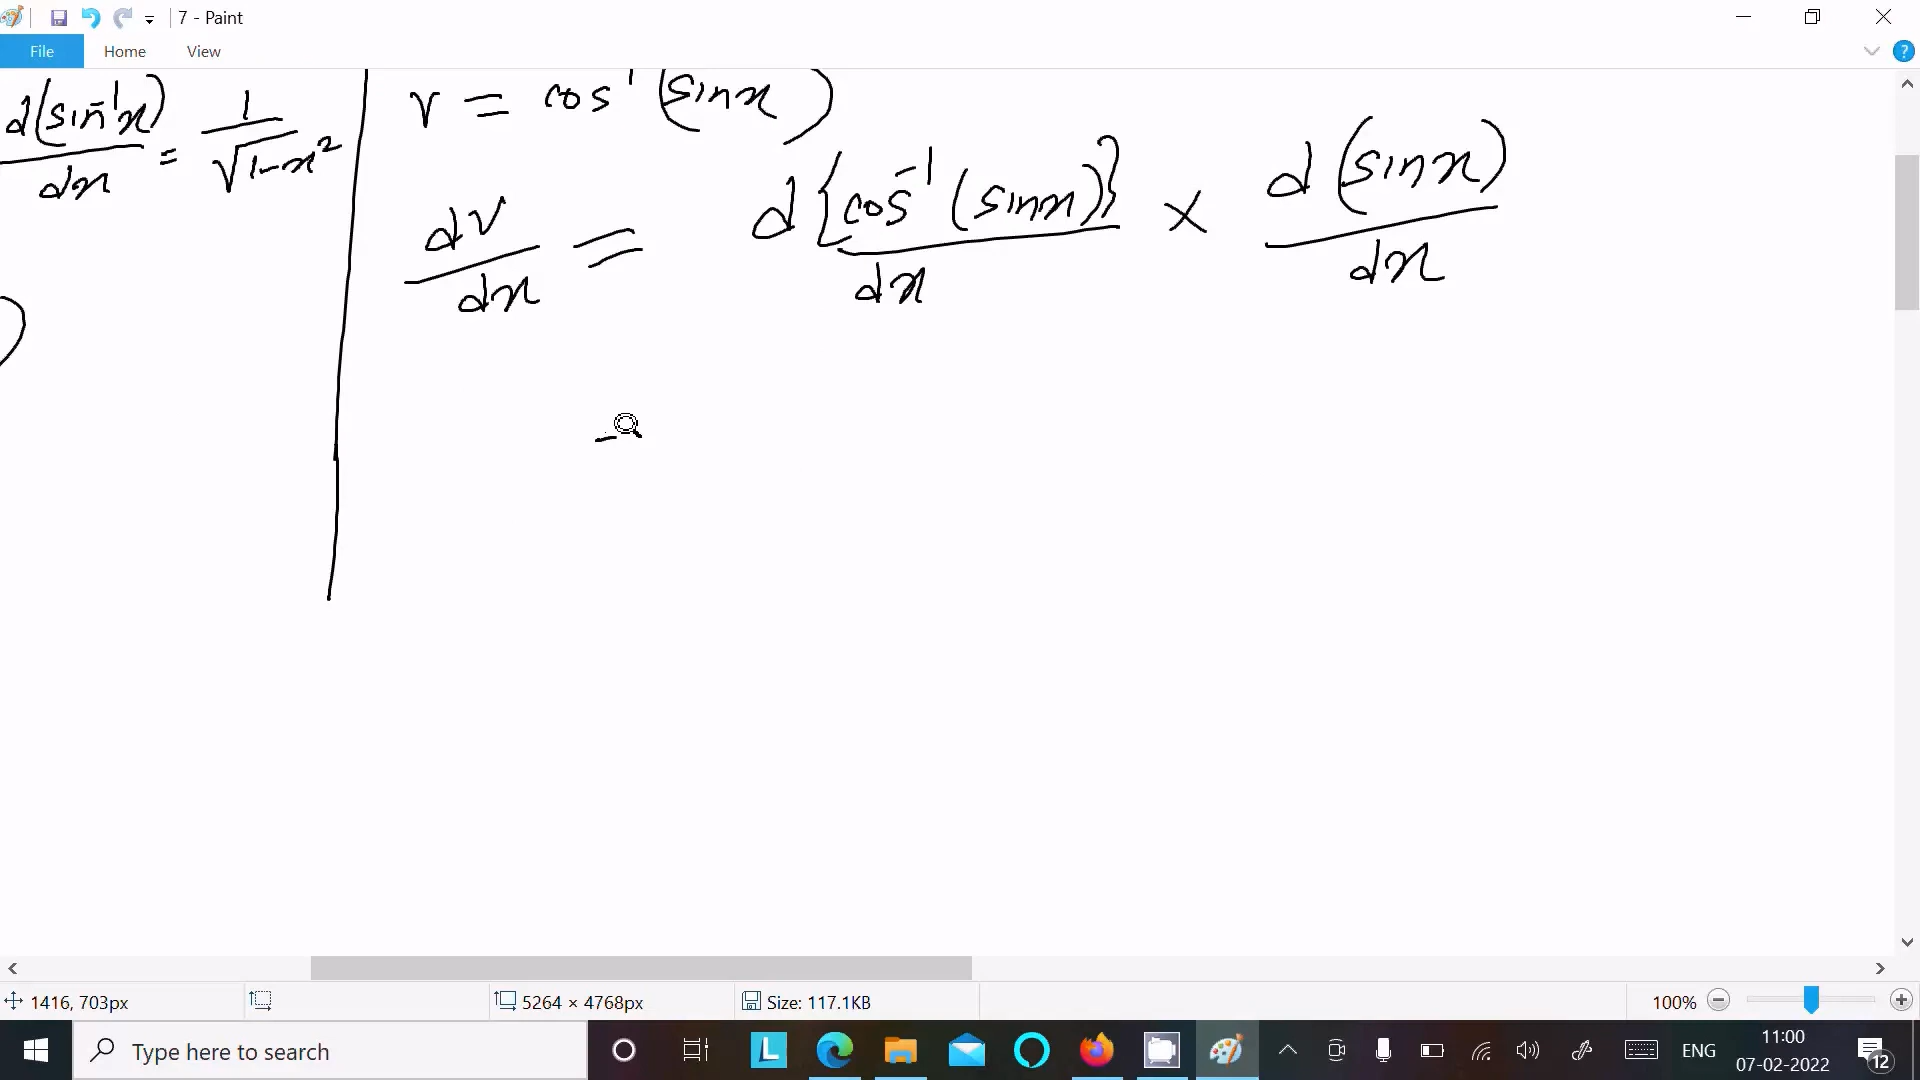 7 - Paint
File Home View
d(sin⁻¹x)/dx = 1/√1-x²
v = cos⁻¹(sinx)
dv/dx = d{cos⁻¹(sinx)}/dx × d(sinx)/dx
)
-
1416, 703px 5264 × 4768px Size: 117.1KB 100%
Type here to search L ENG 11:00
07-02-2022 12